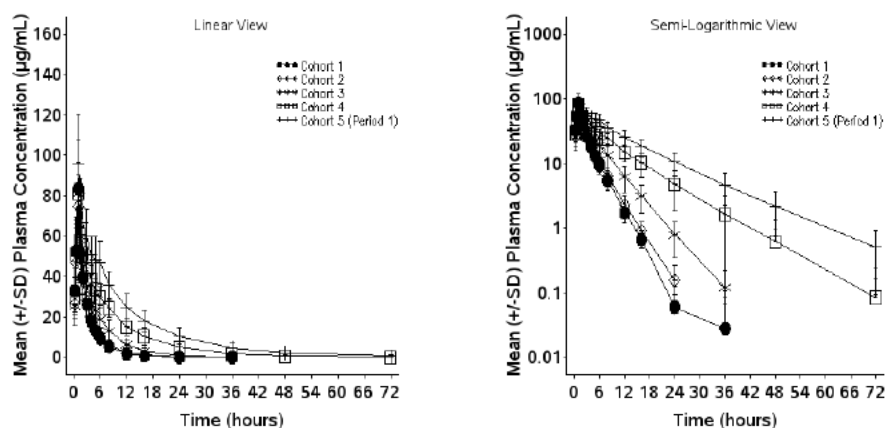 Linear View
Mean (+/-SD) Plasma Concentration (µg/mL)
160
140
120
100
80
60
40
20
0
Cohort 1
Cohort 2
Cohort 3
Cohort 4
Cohort 5 (Period 1)
0 6 12 18 24 30 36 42 48 54 60 66 72
Time (hours)
Semi-Logarithmic View
Mean (+/-SD) Plasma Concentration (µg/mL)
1000
100
10
1
0.1
0.01
Cohort 1
Cohort 2
Cohort 3
Cohort 4
Cohort 5 (Period 1)
0 6 12 18 24 30 36 42 48 54 60 66 72
Time (hours)